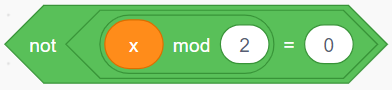 not x mod 2 = 0